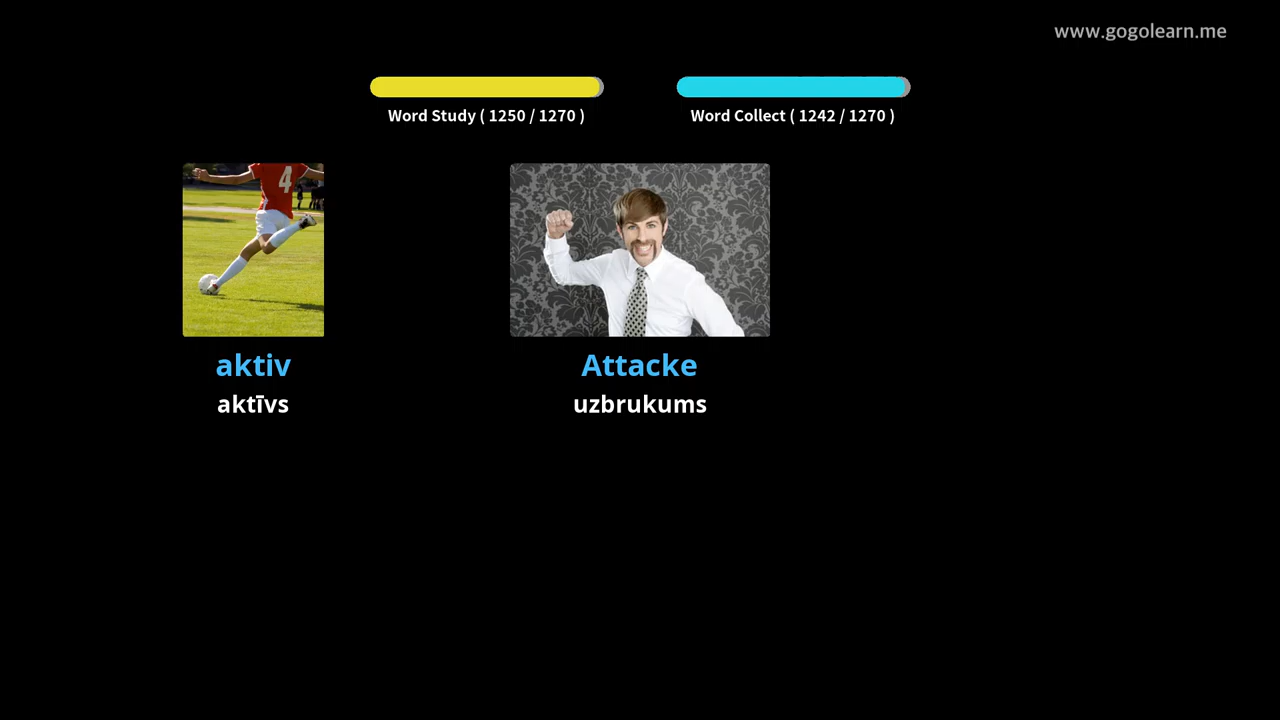 www.gogolearn.me
Word Study ( 1250 / 1270 )
Word Collect ( 1242 / 1270 )
4
aktiv
aktīvs
Attacke
uzbrukums